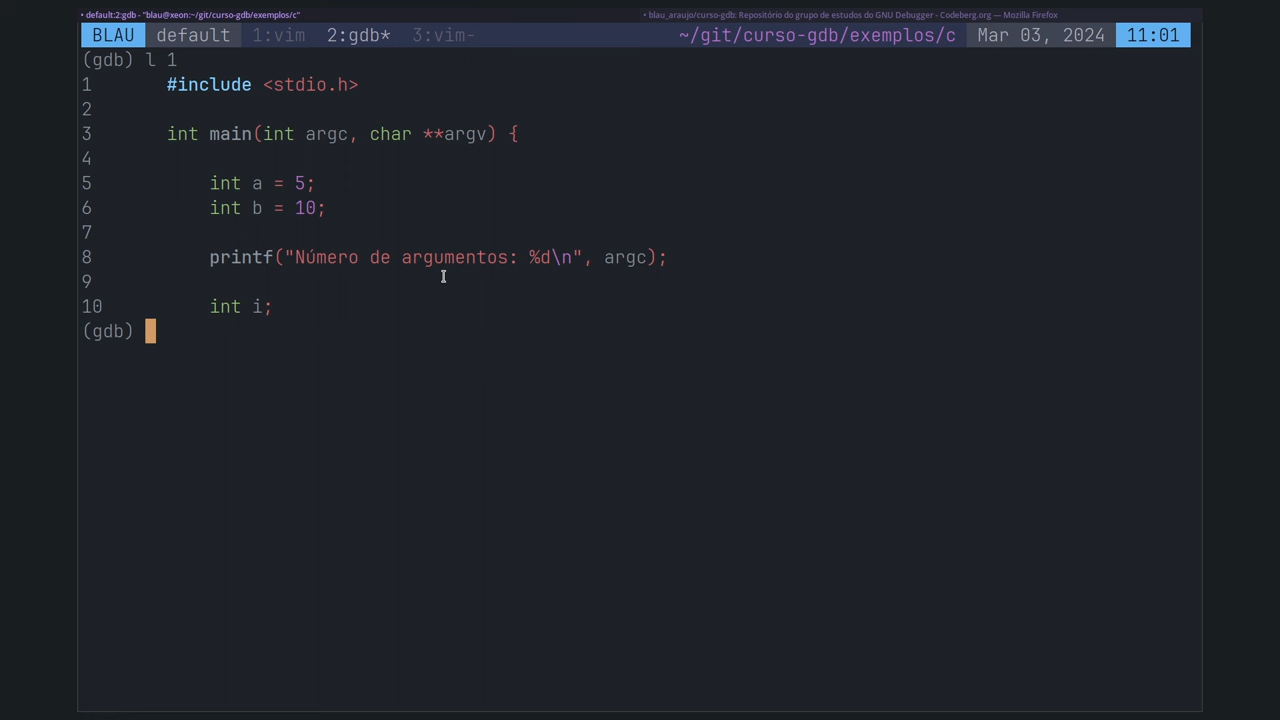 • default:2:gdb - "blau@xeon:~/git/curso-gdb/exemplos/c"
• blau_araujo/curso-gdb: Repositório do grupo de estudos do GNU Debugger - Codeberg.org — Mozilla Firefox
BLAU default 1:vim 2:gdb* 3:vim- ~/git/curso-gdb/exemplos/c Mar 03, 2024 11:01
(gdb) l 1
1 #include <stdio.h>
2
3 int main(int argc, char **argv) {
4
5 int a = 5;
6 int b = 10;
7
8 printf("Número de argumentos: %d\n", argc);
9
10 int i;
(gdb)